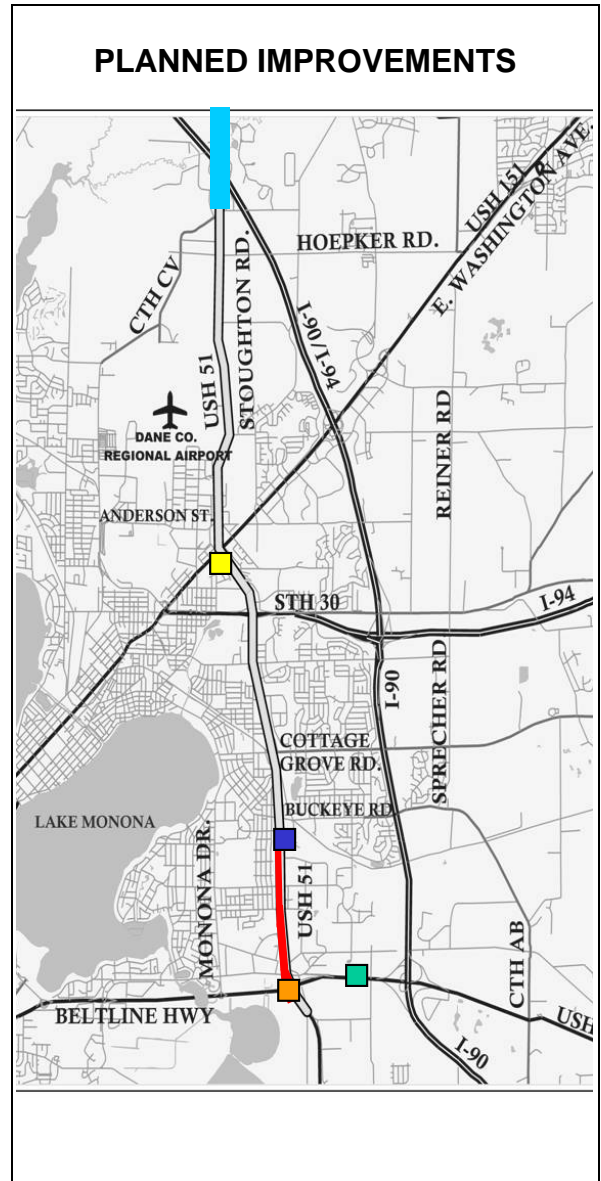 PLANNED IMPROVEMENTS
USH 151
E. WASHINGTON AVE.
HOEPKER RD.
CTH CV
STOUGHTON RD.
USH 51
I-90/I-94
DANE CO.
REGIONAL AIRPORT
REINER RD
ANDERSON ST.
STH 30
I-94
I-90
SPRECHER RD
COTTAGE
GROVE RD.
BUCKEYE RD
LAKE MONONA
MONONA DR.
USH 51
CTH AB
BELTLINE HWY
USH
I-90